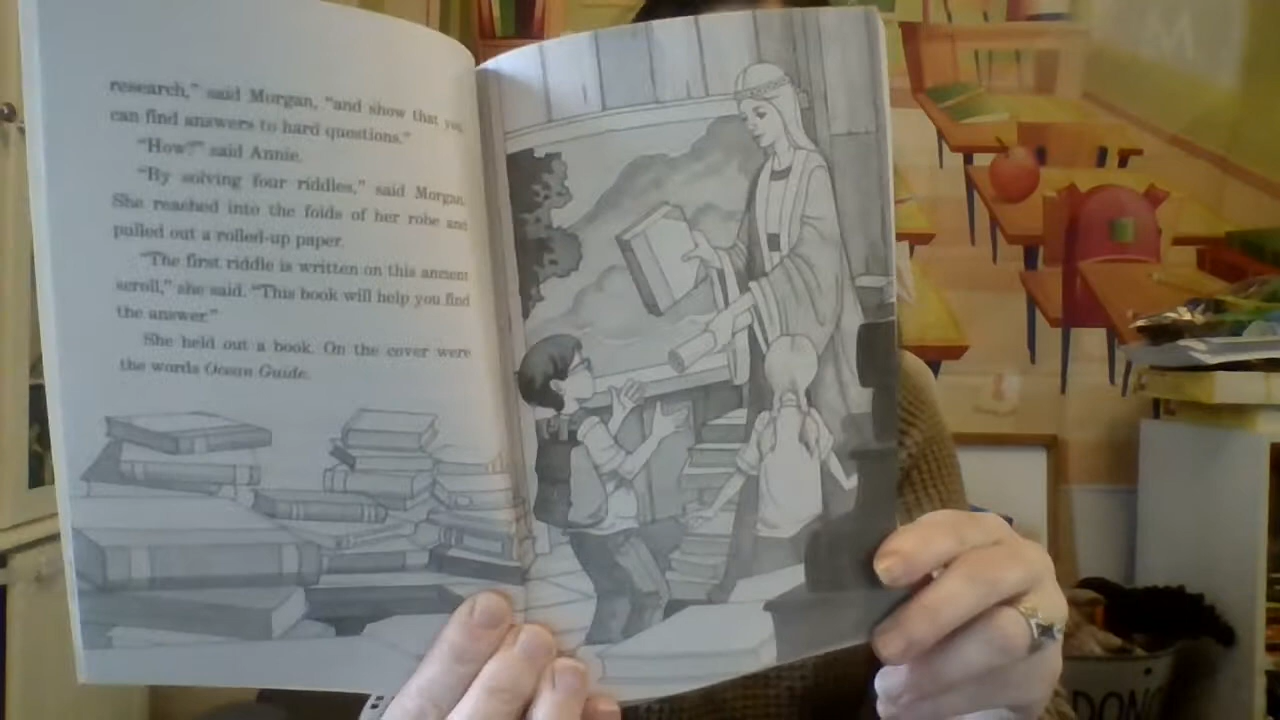 research," said Morgan, "and show that you
can find answers to hard questions."
"How?" said Annie.
"By solving four riddles," said Morgan.
She reached into the folds of her robe and
pulled out a rolled-up paper.
"The first riddle is written on this ancient
scroll," she said. "This book will help you find
the answer."
She held out a book. On the cover were
the words Ocean Guide.
DON